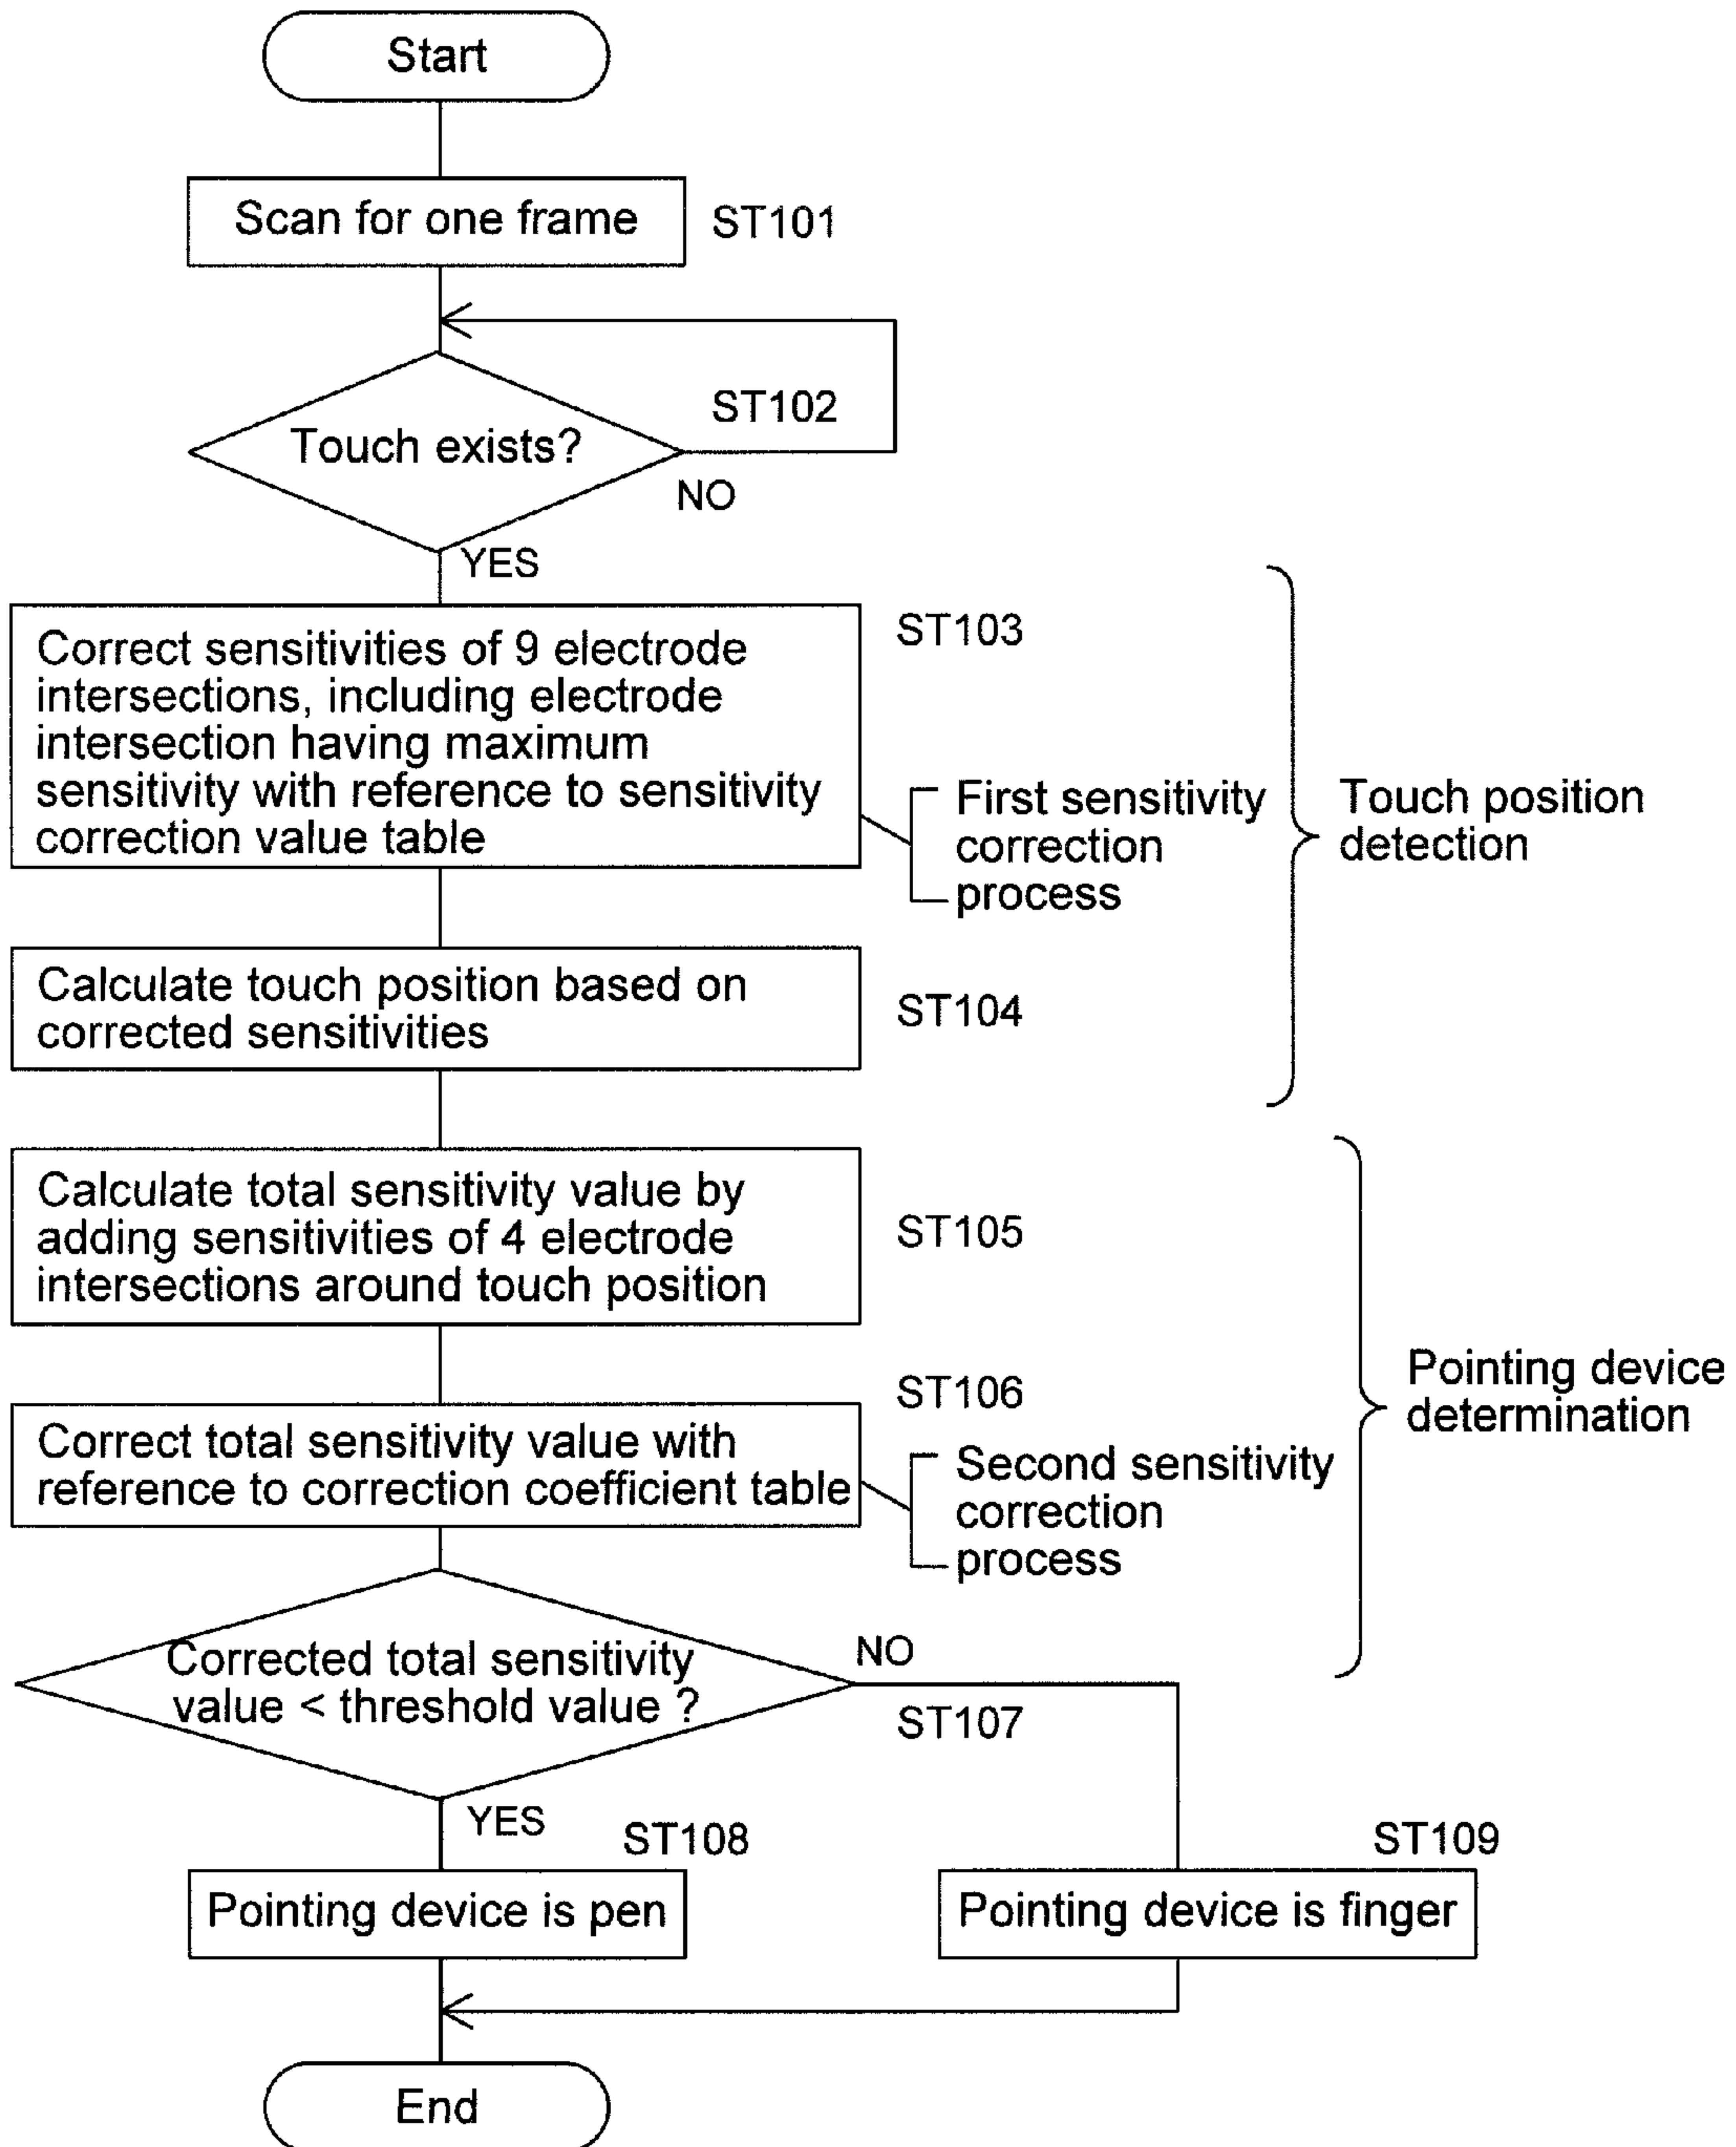 Start
Scan for one frame
ST101
ST102
Touch exists?
NO
YES
Correct sensitivities of 9 electrode
intersections, including electrode
intersection having maximum
sensitivity with reference to sensitivity
correction value table
ST103
First sensitivity
correction
process
Touch position
detection
Calculate touch position based on
corrected sensitivities
ST104
Calculate total sensitivity value by
adding sensitivities of 4 electrode
intersections around touch position
ST105
ST106
Correct total sensitivity value with
reference to correction coefficient table
Second sensitivity
correction
process
Pointing device
determination
Corrected total sensitivity
value < threshold value ?
NO
ST107
YES
ST108
ST109
Pointing device is pen
Pointing device is finger
End